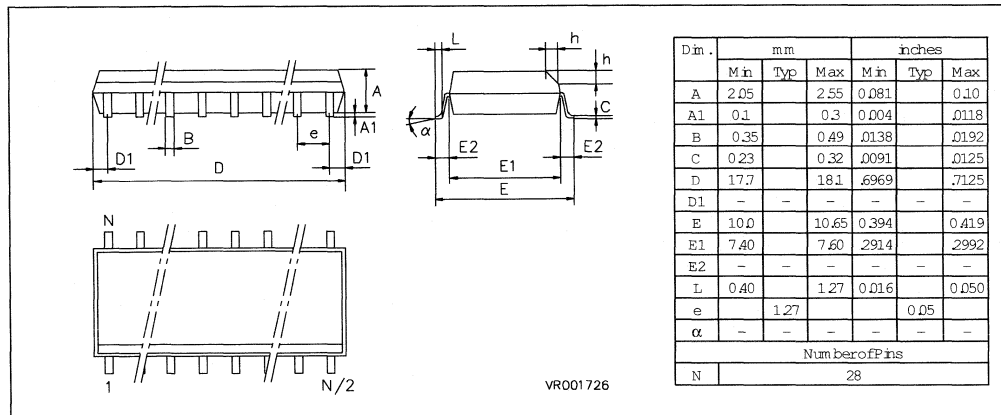 L
h
h
A
A1
C
α
B
e
D1
D
D1
E2
E1
E2
E
N
1
N/2
VR001726
Dim. mm inches
Min Typ Max Min Typ Max
A 2.05 2.55 0.081 0.10
A1 0.1 0.3 0.004 .0118
B 0.35 0.49 .0138 .0192
C 0.23 0.32 .0091 .0125
D 17.7 18.1 .6969 .7125
D1 – – – – – –
E 10.0 10.65 0.394 0.419
E1 7.40 7.60 .2914 .2992
E2 – – – – – –
L 0.40 1.27 0.016 0.050
e 1.27 0.05
α – – – – – –
Number of Pins
N 28